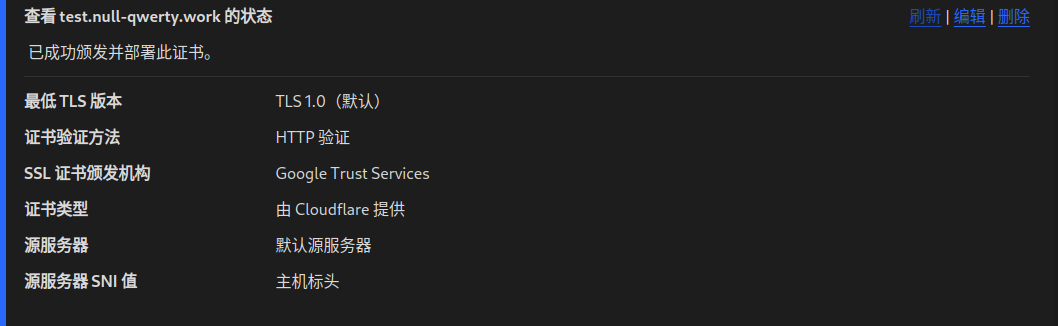 查看 test.null-qwerty.work 的状态 刷新 | 编辑 | 删除
已成功颁发并部署此证书。
最低 TLS 版本 TLS 1.0（默认）
证书验证方法 HTTP 验证
SSL 证书颁发机构 Google Trust Services
证书类型 由 Cloudflare 提供
源服务器 默认源服务器
源服务器 SNI 值 主机标头